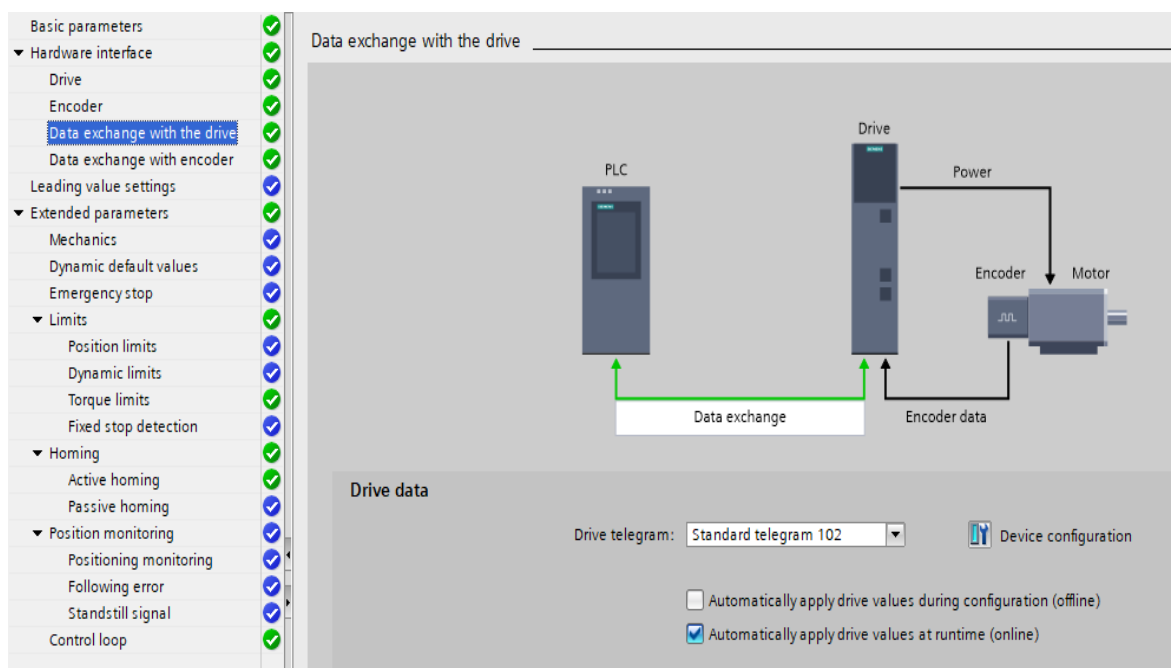 Basic parameters
Hardware interface
Drive
Encoder
Data exchange with the drive
Data exchange with encoder
Leading value settings
Extended parameters
Mechanics
Dynamic default values
Emergency stop
Limits
Position limits
Dynamic limits
Torque limits
Fixed stop detection
Homing
Active homing
Passive homing
Position monitoring
Positioning monitoring
Following error
Standstill signal
Control loop
Data exchange with the drive
Drive
PLC
Power
Encoder
Motor
Data exchange
Encoder data
Drive data
Drive telegram: Standard telegram 102 Device configuration
Automatically apply drive values during configuration (offline)
Automatically apply drive values at runtime (online)